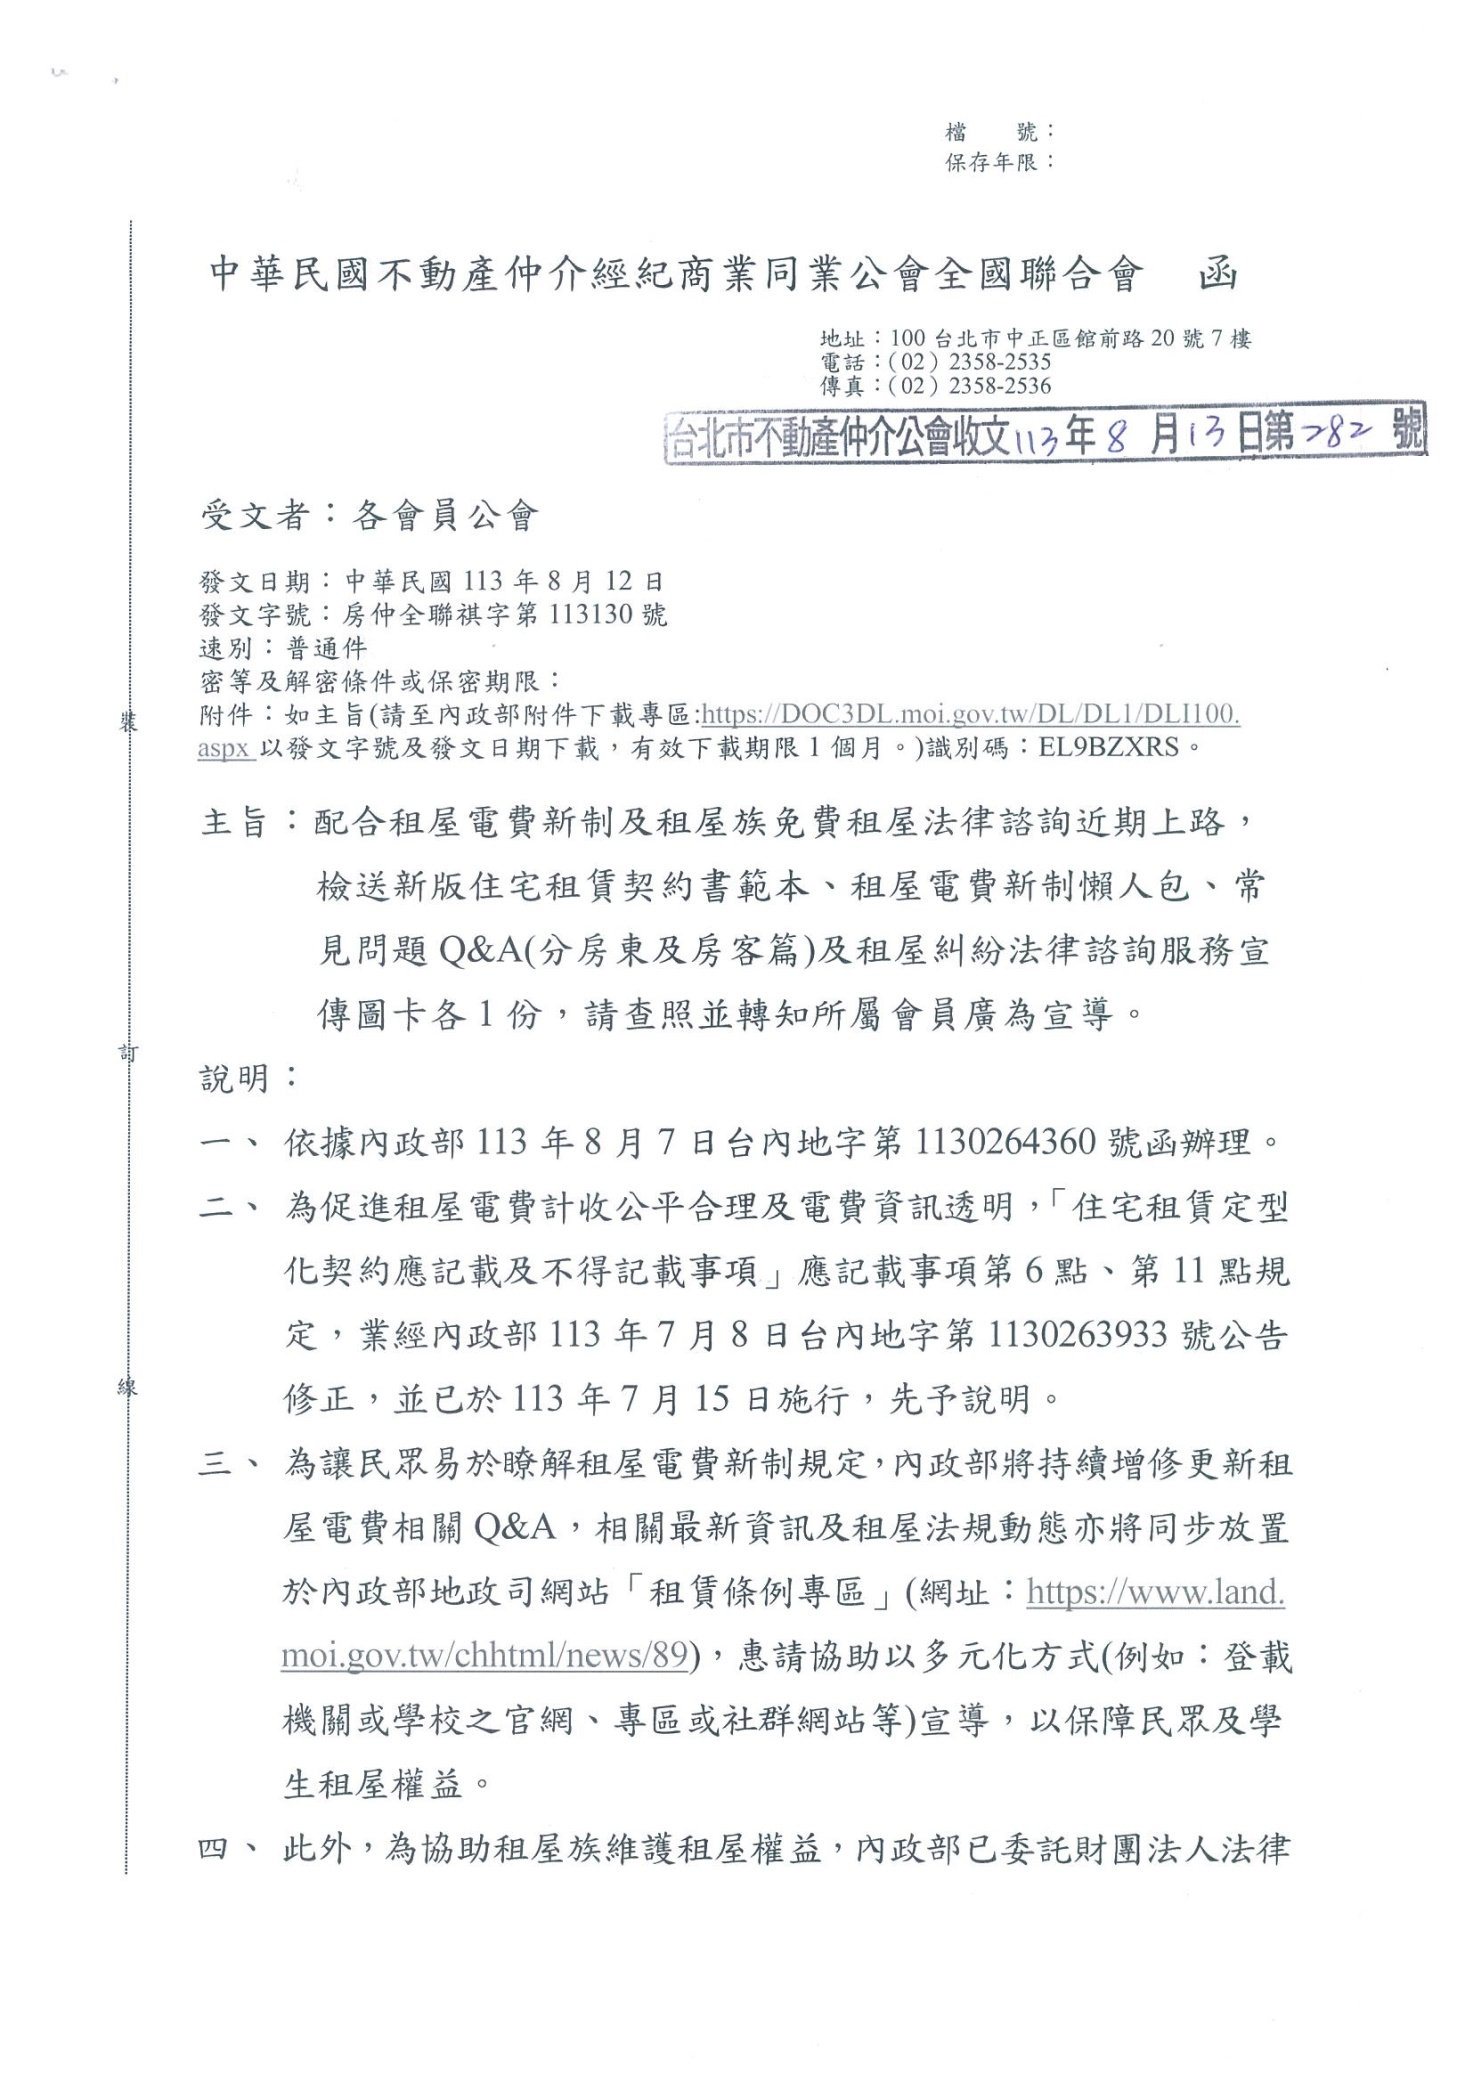 檔　　號：
保存年限：
中華民國不動產仲介經紀商業同業公會全國聯合會　函
地址：100 台北市中正區館前路 20 號 7 樓
電話：(02) 2358-2535
傳真：(02) 2358-2536
台北市不動產仲介公會收文113年8月13日第282號
受文者：各會員公會
發文日期：中華民國 113 年 8 月 12 日
發文字號：房仲全聯祺字第 113130 號
速別：普通件
密等及解密條件或保密期限：
附件：如主旨(請至內政部附件下載專區:https://DOC3DL.moi.gov.tw/DL/DL1/DLI100.
aspx 以發文字號及發文日期下載，有效下載期限 1 個月。)識別碼：EL9BZXRS。
主旨：配合租屋電費新制及租屋族免費租屋法律諮詢近期上路，
檢送新版住宅租賃契約書範本、租屋電費新制懶人包、常
見問題 Q&A(分房東及房客篇)及租屋糾紛法律諮詢服務宣
傳圖卡各 1 份，請查照並轉知所屬會員廣為宣導。
說明：
一、 依據內政部 113 年 8 月 7 日台內地字第 1130264360 號函辦理。
二、 為促進租屋電費計收公平合理及電費資訊透明，「住宅租賃定型
化契約應記載及不得記載事項」應記載事項第 6 點、第 11 點規
定，業經內政部 113 年 7 月 8 日台內地字第 1130263933 號公告
修正，並已於 113 年 7 月 15 日施行，先予說明。
三、 為讓民眾易於瞭解租屋電費新制規定，內政部將持續增修更新租
屋電費相關 Q&A，相關最新資訊及租屋法規動態亦將同步放置
於內政部地政司網站「租賃條例專區」(網址：https://www.land.
moi.gov.tw/chhtml/news/89)，惠請協助以多元化方式(例如：登載
機關或學校之官網、專區或社群網站等)宣導，以保障民眾及學
生租屋權益。
四、 此外，為協助租屋族維護租屋權益，內政部已委託財團法人法律
裝
訂
線